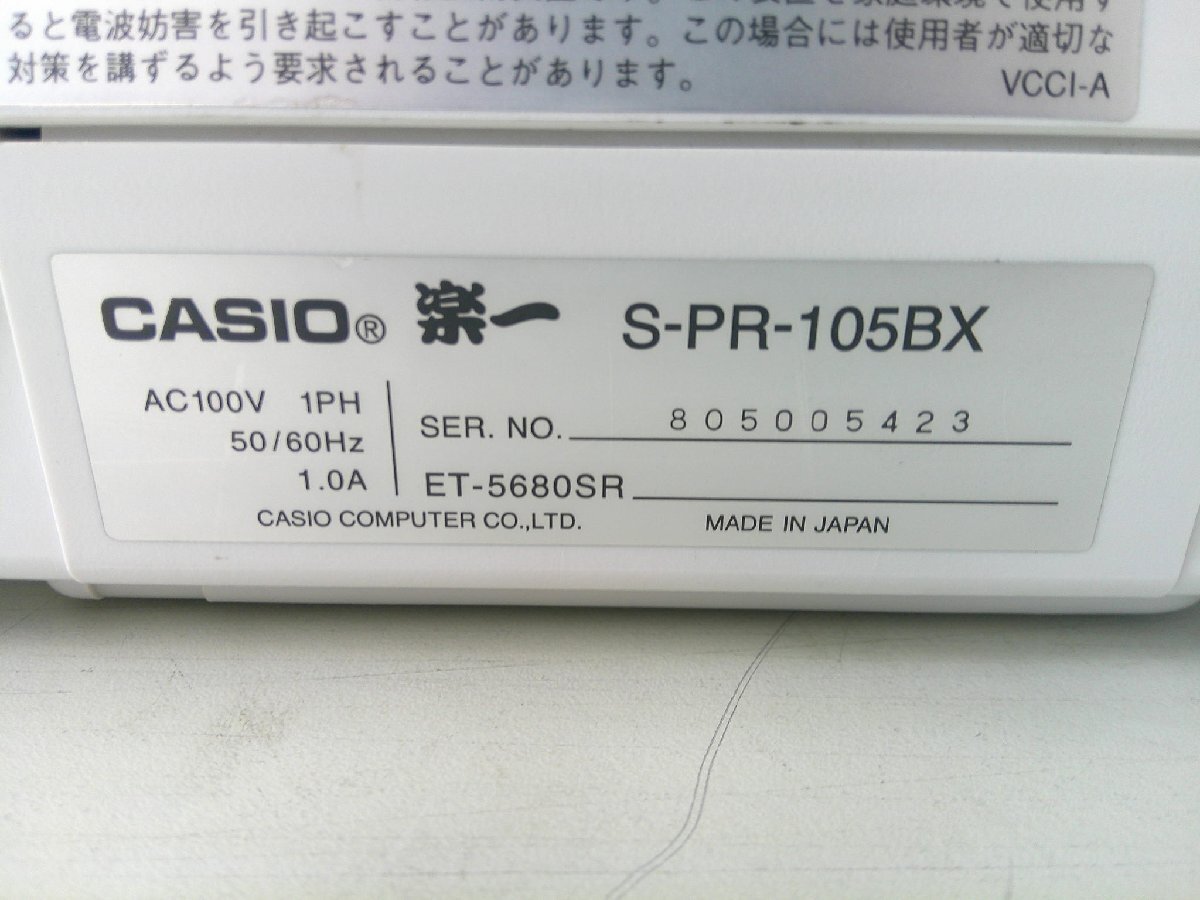 ると電波妨害を引き起こすことがあります。この場合には使用者が適切な
対策を講ずるよう要求されることがあります。
VCCI-A
CASIO® 楽一 S-PR-105BX
AC100V 1PH
50/60Hz
1.0A
SER. NO. 805005423
ET-5680SR
CASIO COMPUTER CO.,LTD. MADE IN JAPAN